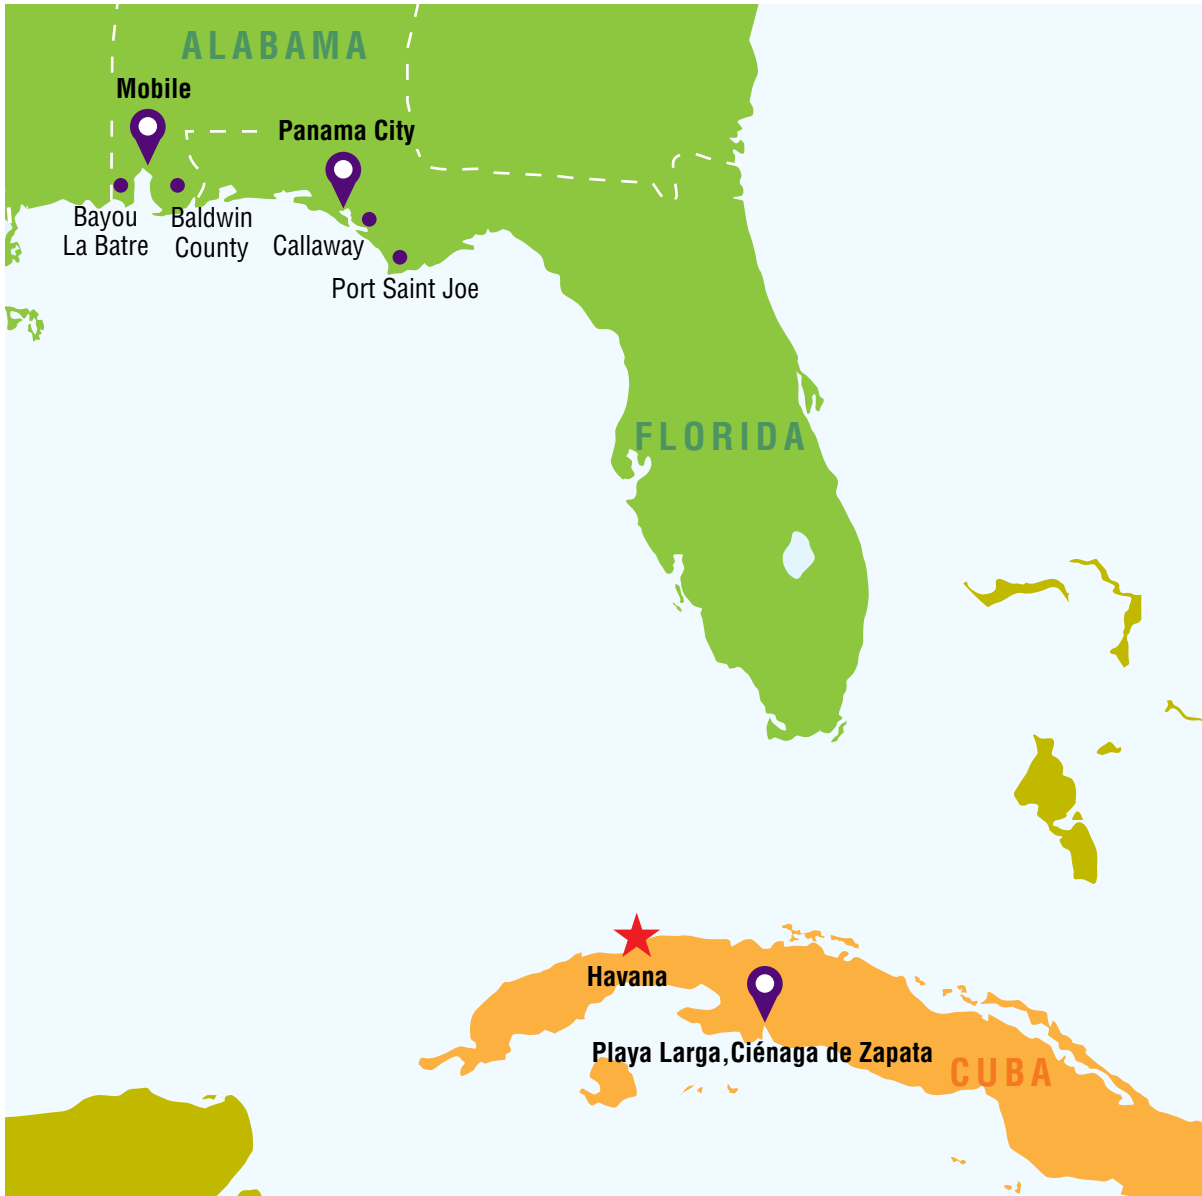 ALABAMA
Mobile
Panama City
Bayou
La Batre
Baldwin
County
Callaway
Port Saint Joe
FLORIDA
Havana
Playa Larga, Ciénaga de Zapata
CUBA